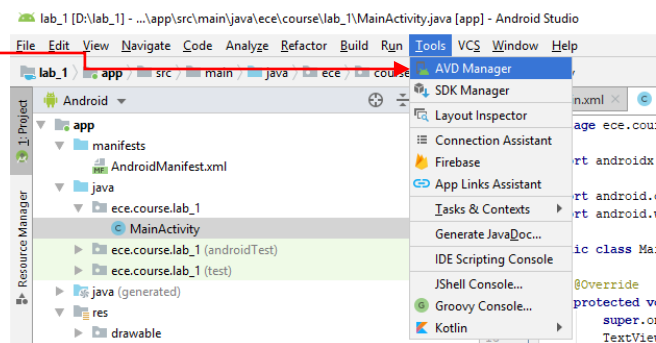 lab_1 [D:\lab_1] - ...\app\src\main\java\ece\course\lab_1\MainActivity.java [app] - Android Studio
File Edit View Navigate Code Analyze Refactor Build Run Tools VCS Window Help
lab_1 app src main java ece course
AVD Manager
SDK Manager
Layout Inspector
Connection Assistant
Firebase
App Links Assistant
Tasks & Contexts
Generate JavaDoc...
IDE Scripting Console
JShell Console...
Groovy Console...
Kotlin
1: Project
Resource Manager
Android
app
manifests
MF AndroidManifest.xml
java
ece.course.lab_1
C MainActivity
ece.course.lab_1 (androidTest)
ece.course.lab_1 (test)
java (generated)
res
drawable
n.xml C
age ece.cour
rt androidx
rt android.
rt android.
ic class Mai
@Override
protected vo
super.on
TextView